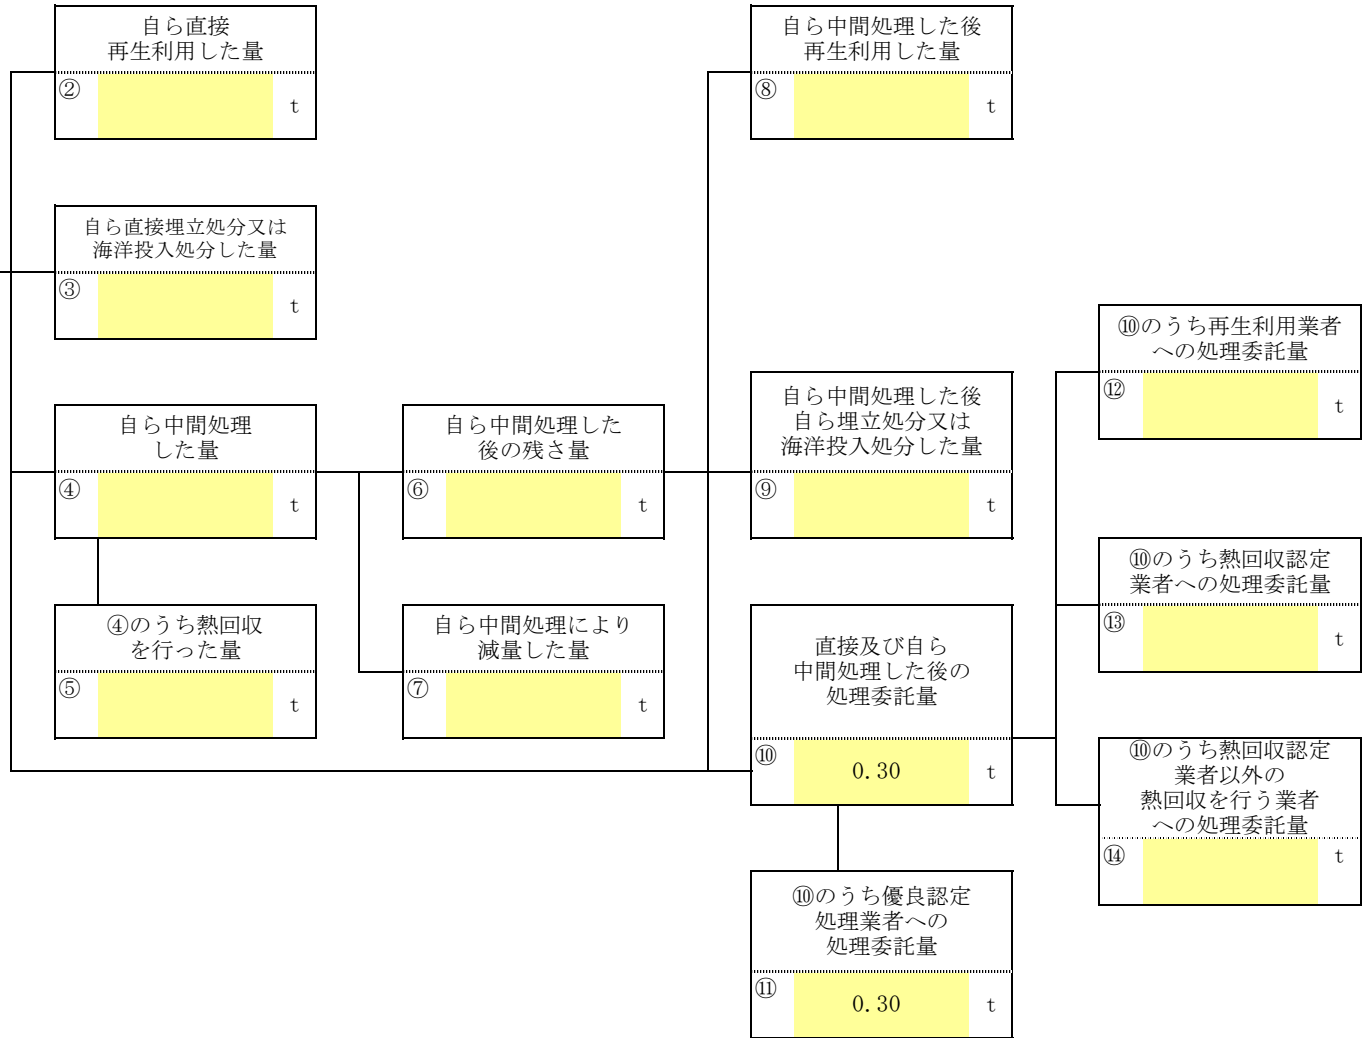 自ら直接
再生利用した量
②
t
自ら中間処理した後
再生利用した量
⑧
t
自ら直接埋立処分又は
海洋投入処分した量
③
t
⑩のうち再生利用業者
への処理委託量
⑫
t
自ら中間処理
した量
④
t
自ら中間処理した
後の残さ量
⑥
t
自ら中間処理した後
自ら埋立処分又は
海洋投入処分した量
⑨
t
⑩のうち熱回収認定
業者への処理委託量
⑬
t
④のうち熱回収
を行った量
⑤
t
自ら中間処理により
減量した量
⑦
t
直接及び自ら
中間処理した後の
処理委託量
⑩ 0.30 t
⑩のうち熱回収認定
業者以外の
熱回収を行う業者
への処理委託量
⑭
t
⑩のうち優良認定
処理業者への
処理委託量
⑪ 0.30 t